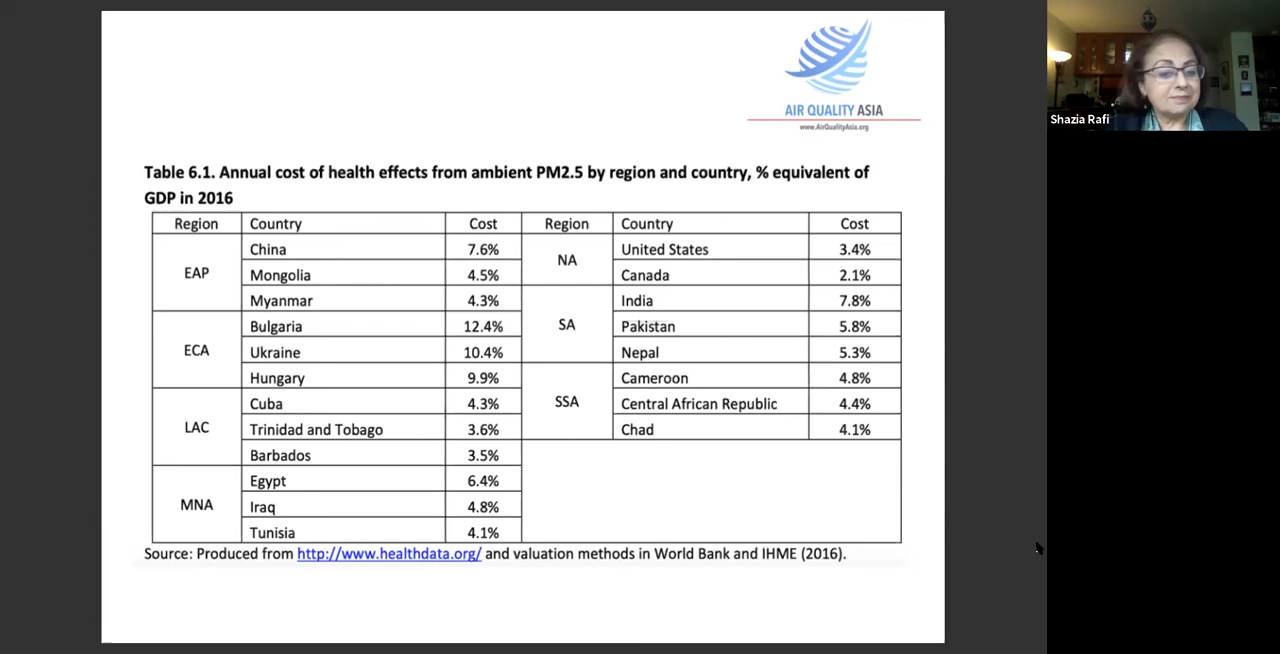 AIR QUALITY ASIA
www.AirQualityAsia.org
Shazia Rafi
Table 6.1. Annual cost of health effects from ambient PM2.5 by region and country, % equivalent of
GDP in 2016
Region Country Cost Region Country Cost
EAP China 7.6% NA United States 3.4%
Mongolia 4.5% Canada 2.1%
Myanmar 4.3% SA India 7.8%
ECA Bulgaria 12.4% Pakistan 5.8%
Ukraine 10.4% Nepal 5.3%
Hungary 9.9% SSA Cameroon 4.8%
LAC Cuba 4.3% Central African Republic 4.4%
Trinidad and Tobago 3.6% Chad 4.1%
Barbados 3.5%
MNA Egypt 6.4%
Iraq 4.8%
Tunisia 4.1%
Source: Produced from http://www.healthdata.org/ and valuation methods in World Bank and IHME (2016).